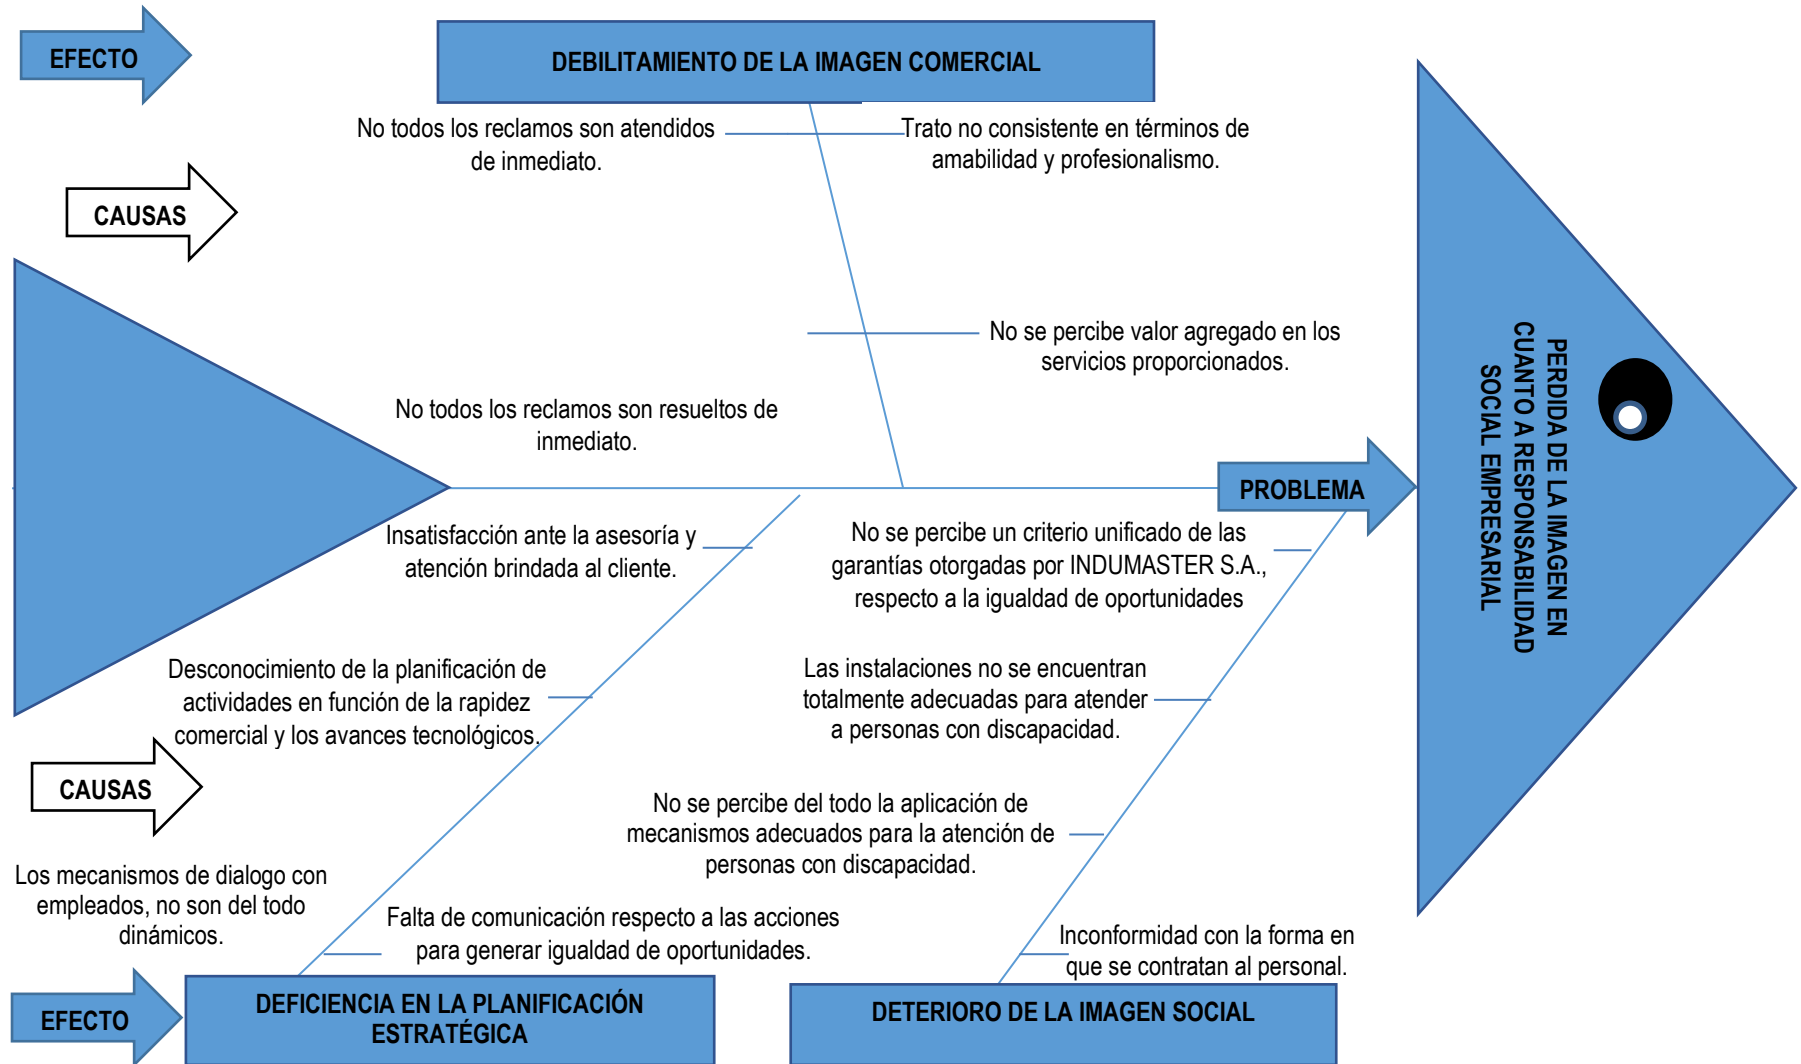 EFECTO
DEBILITAMIENTO DE LA IMAGEN COMERCIAL
No todos los reclamos son atendidos
de inmediato.
Trato no consistente en términos de
amabilidad y profesionalismo.
CAUSAS
No se percibe valor agregado en los
servicios proporcionados.
No todos los reclamos son resueltos de
inmediato.
PROBLEMA
PERDIDA DE LA IMAGEN EN
CUANTO A RESPONSABILIDAD
SOCIAL EMPRESARIAL
Insatisfacción ante la asesoría y
atención brindada al cliente.
No se percibe un criterio unificado de las
garantías otorgadas por INDUMASTER S.A.,
respecto a la igualdad de oportunidades
Desconocimiento de la planificación de
actividades en función de la rapidez
comercial y los avances tecnológicos.
Las instalaciones no se encuentran
totalmente adecuadas para atender
a personas con discapacidad.
CAUSAS
No se percibe del todo la aplicación de
mecanismos adecuados para la atención de
personas con discapacidad.
Los mecanismos de dialogo con
empleados, no son del todo
dinámicos.
Falta de comunicación respecto a las acciones
para generar igualdad de oportunidades.
Inconformidad con la forma en
que se contratan al personal.
EFECTO
DEFICIENCIA EN LA PLANIFICACIÓN
ESTRATÉGICA
DETERIORO DE LA IMAGEN SOCIAL